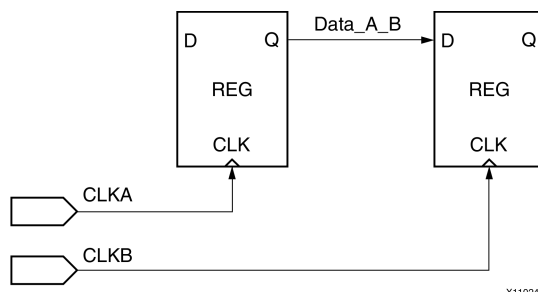 Data_A_B
D Q D Q
REG REG
CLK CLK
CLKA
CLKB